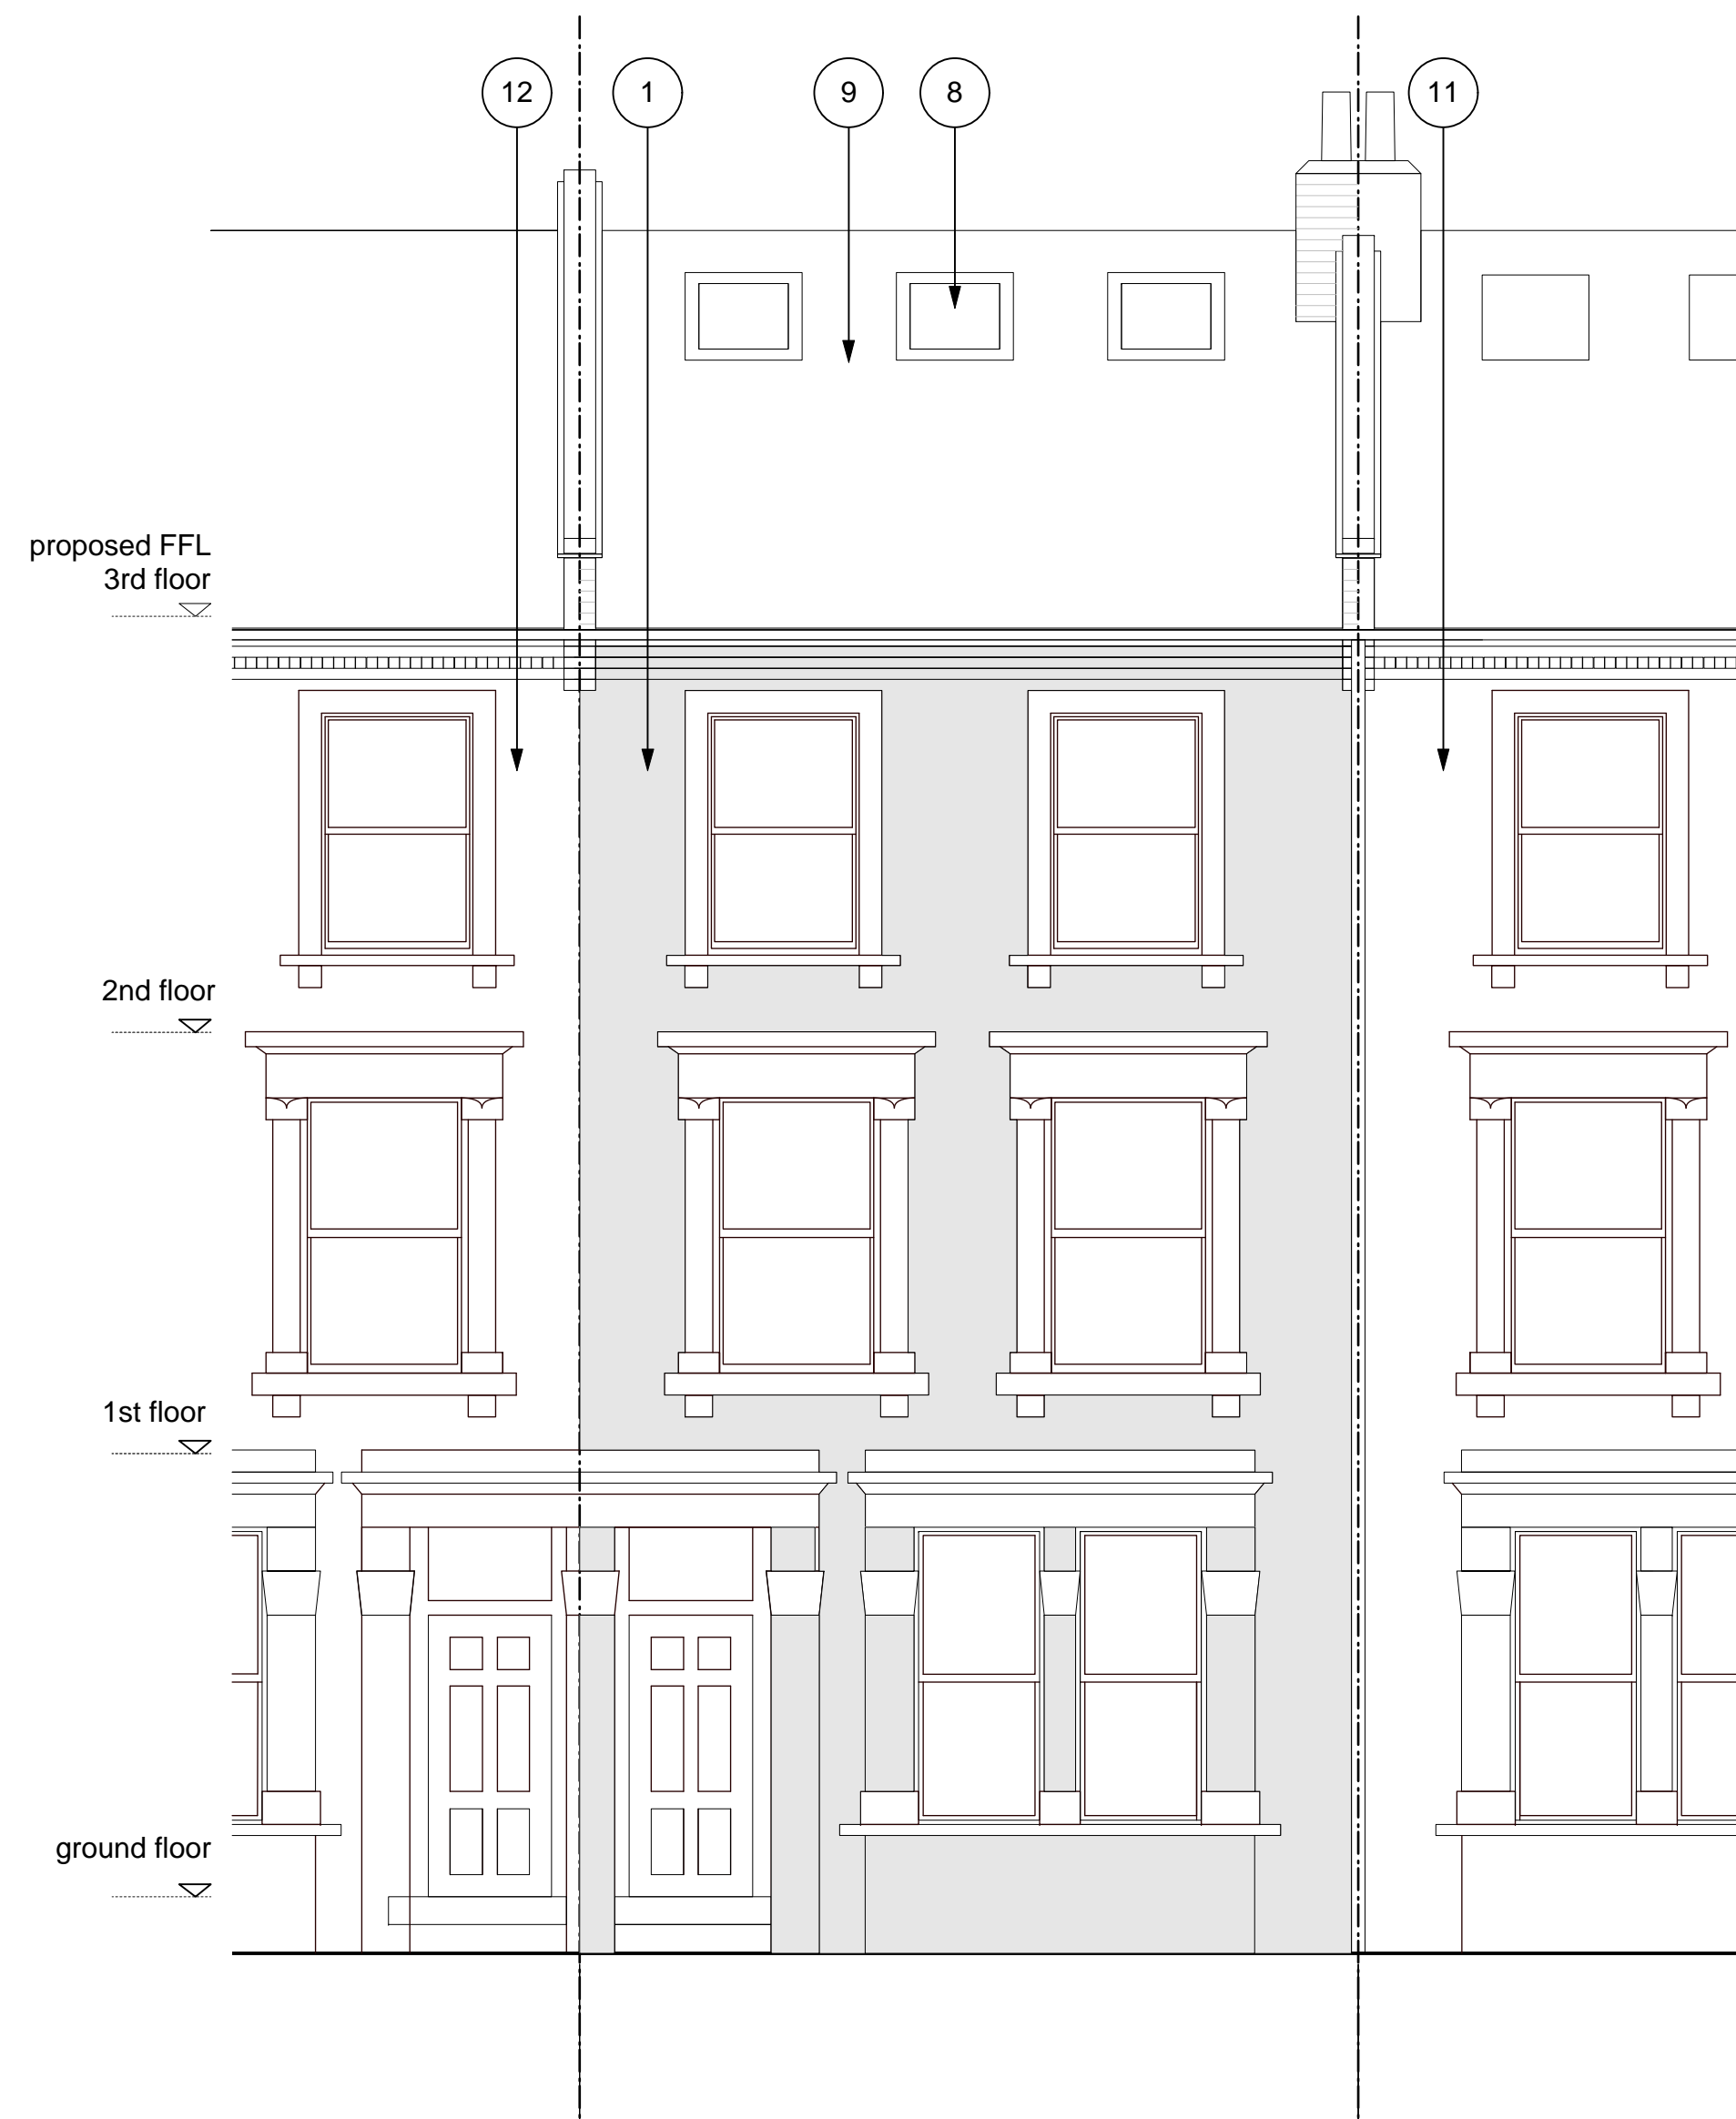 12
1
9
8
11
proposed FFL
3rd floor
2nd floor
1st floor
ground floor